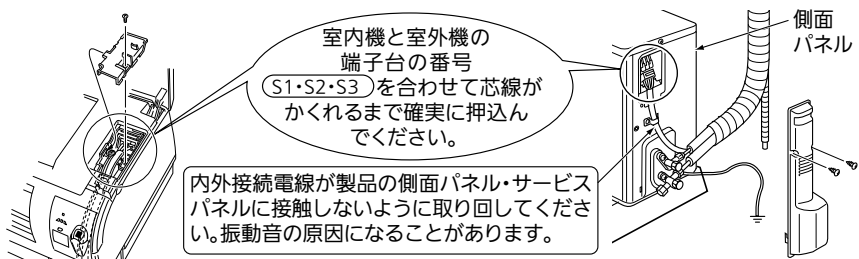 室内機と室外機の
端子台の番号
S1・S2・S3 を合わせて芯線が
かくれるまで確実に押込ん
でください。
側面
パネル
内外接続電線が製品の側面パネル・サービス
パネルに接触しないように取り回してくださ
い。振動音の原因になることがあります。